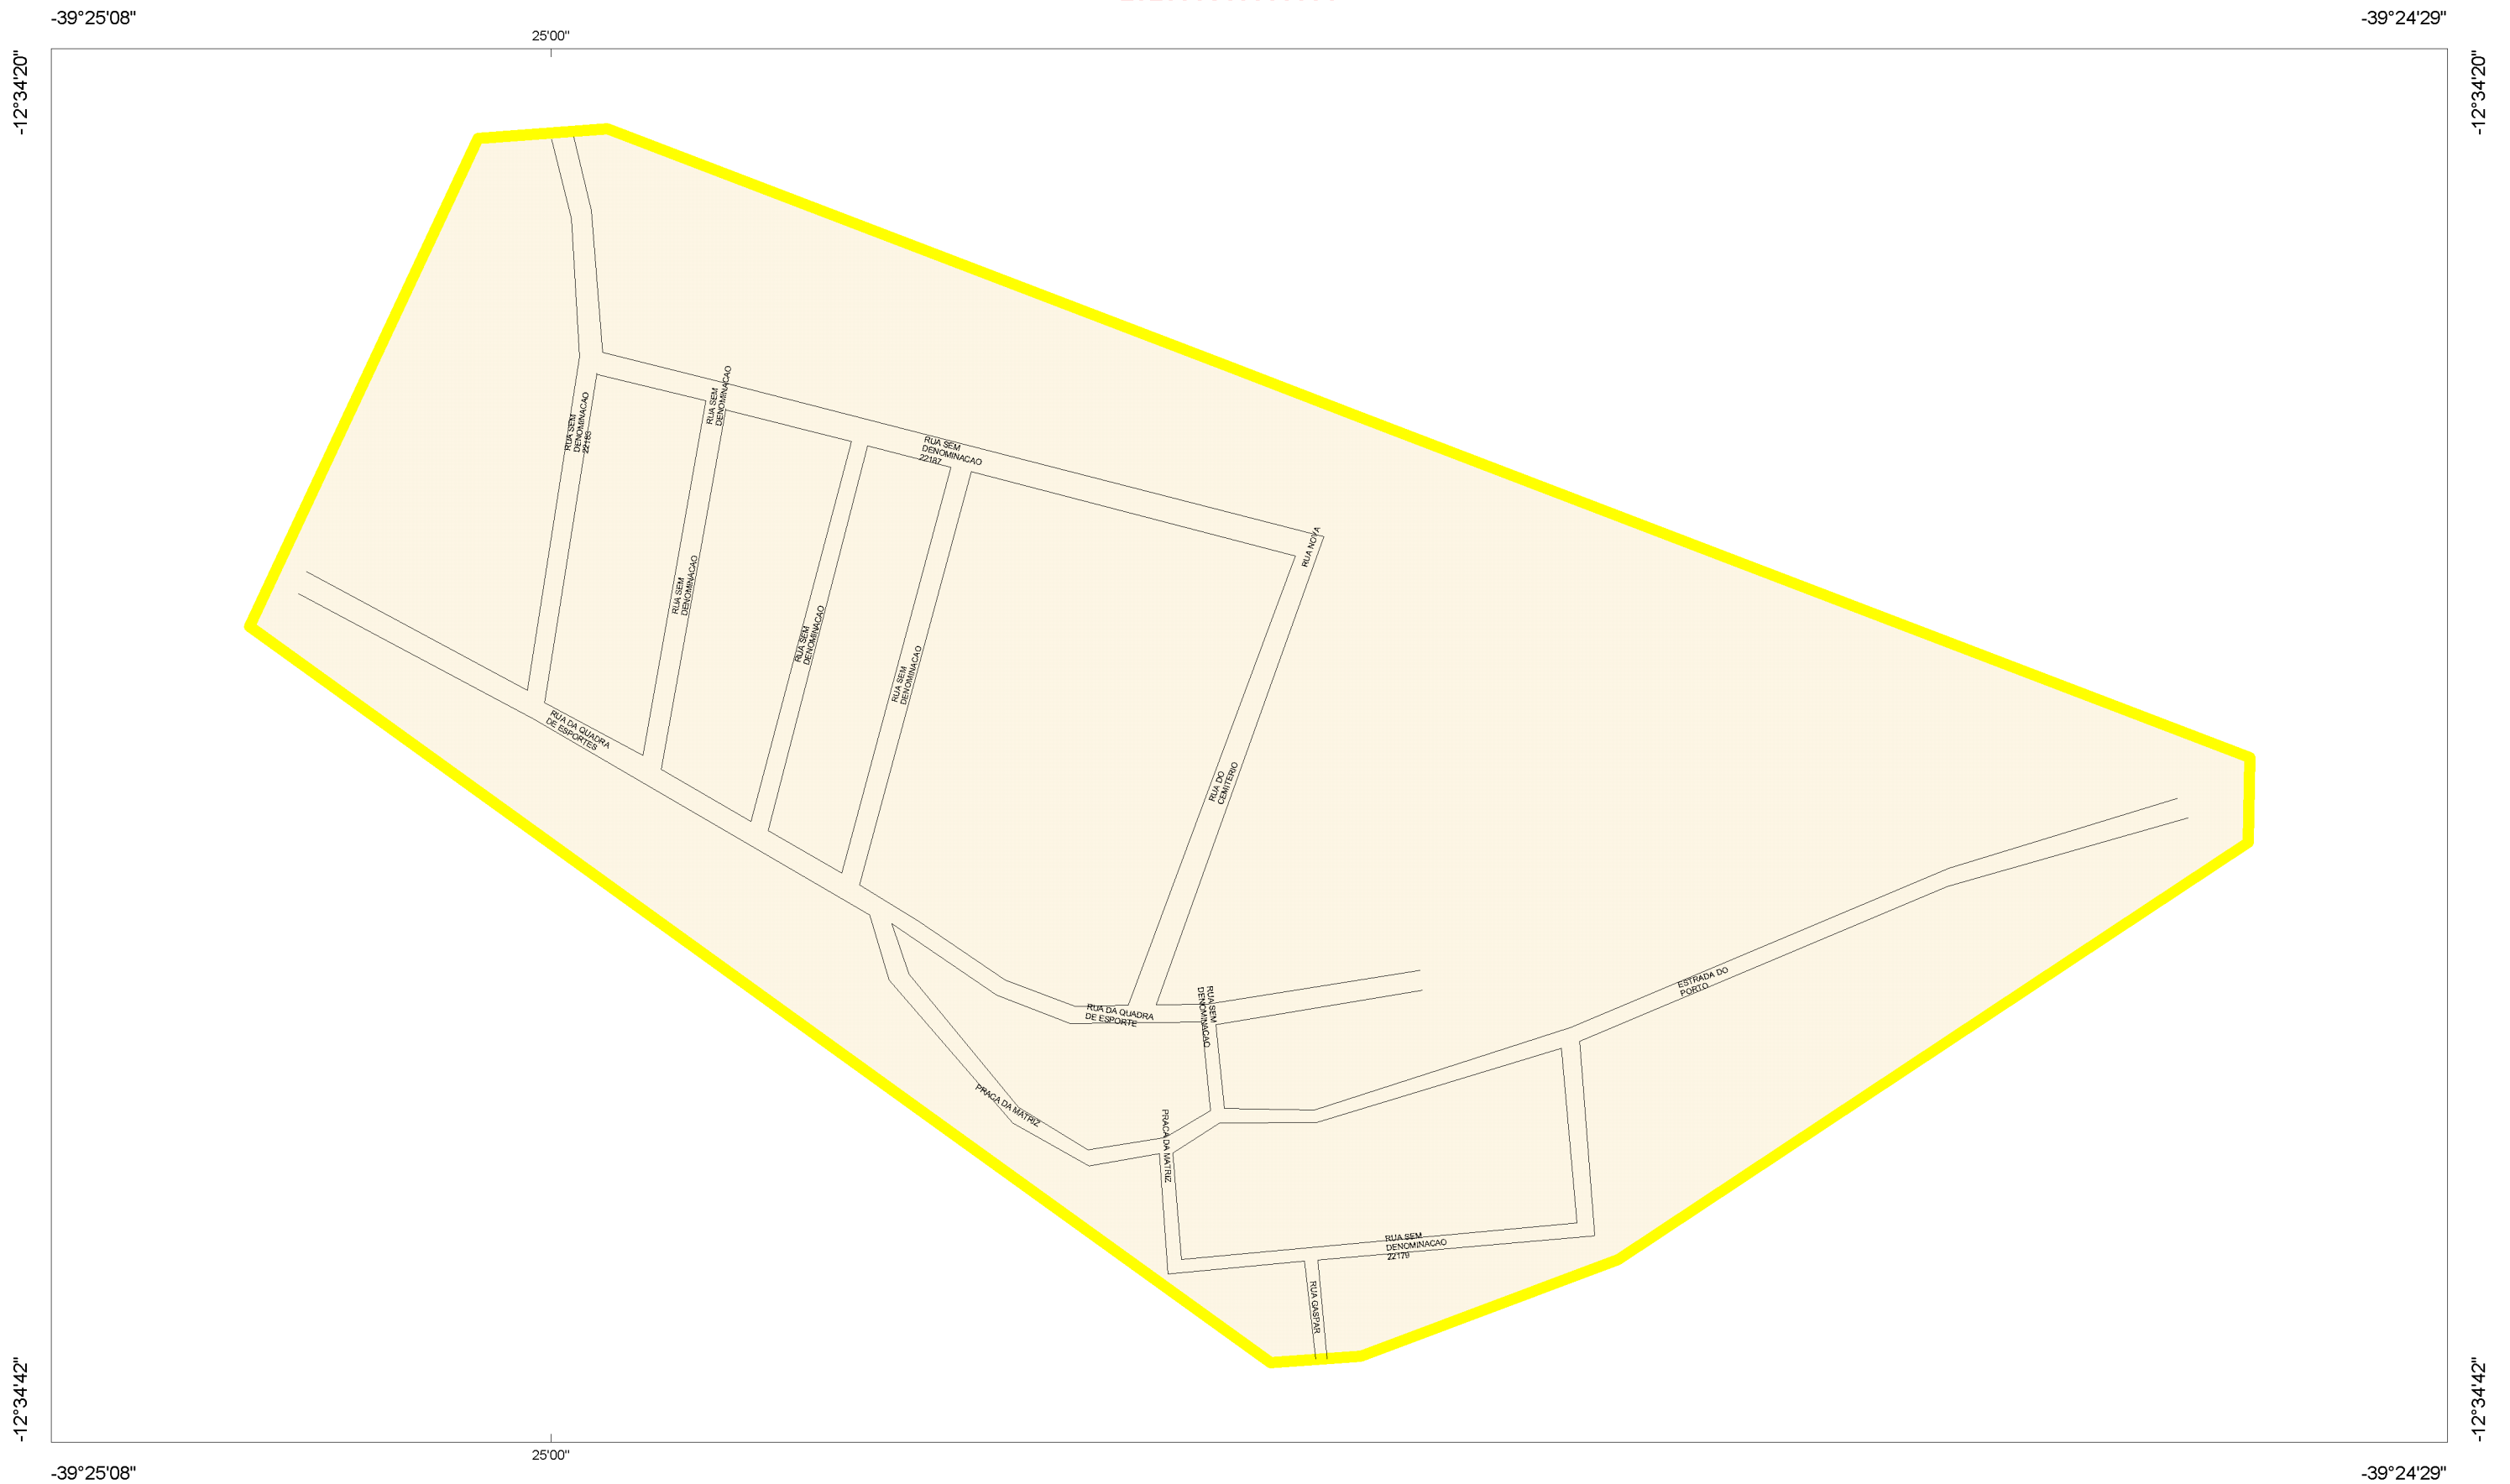 -39°25'08"
-39°24'29"
25'00"
-12°34'20"
-12°34'20"
RUA SEM
DENOMINACAO
RUA SEM
DENOMINACAO
22183
RUA SEM
DENOMINACAO
22187
RUA NOVA
RUA SEM
DENOMINACAO
RUA SEM
DENOMINACAO
RUA SEM
DENOMINACAO
RUA DA QUADRA
DE ESPORTES
RUA DO
CEMITERIO
ESTRADA DO
PORTO
RUA SEM
DENOMINACAO
RUA DA QUADRA
DE ESPORTE
PRACA DA MATRIZ
PRACA DA MATRIZ
RUA SEM
DENOMINACAO
22179
RUA GASPAR
-12°34'42"
-12°34'42"
25'00"
-39°25'08"
-39°24'29"